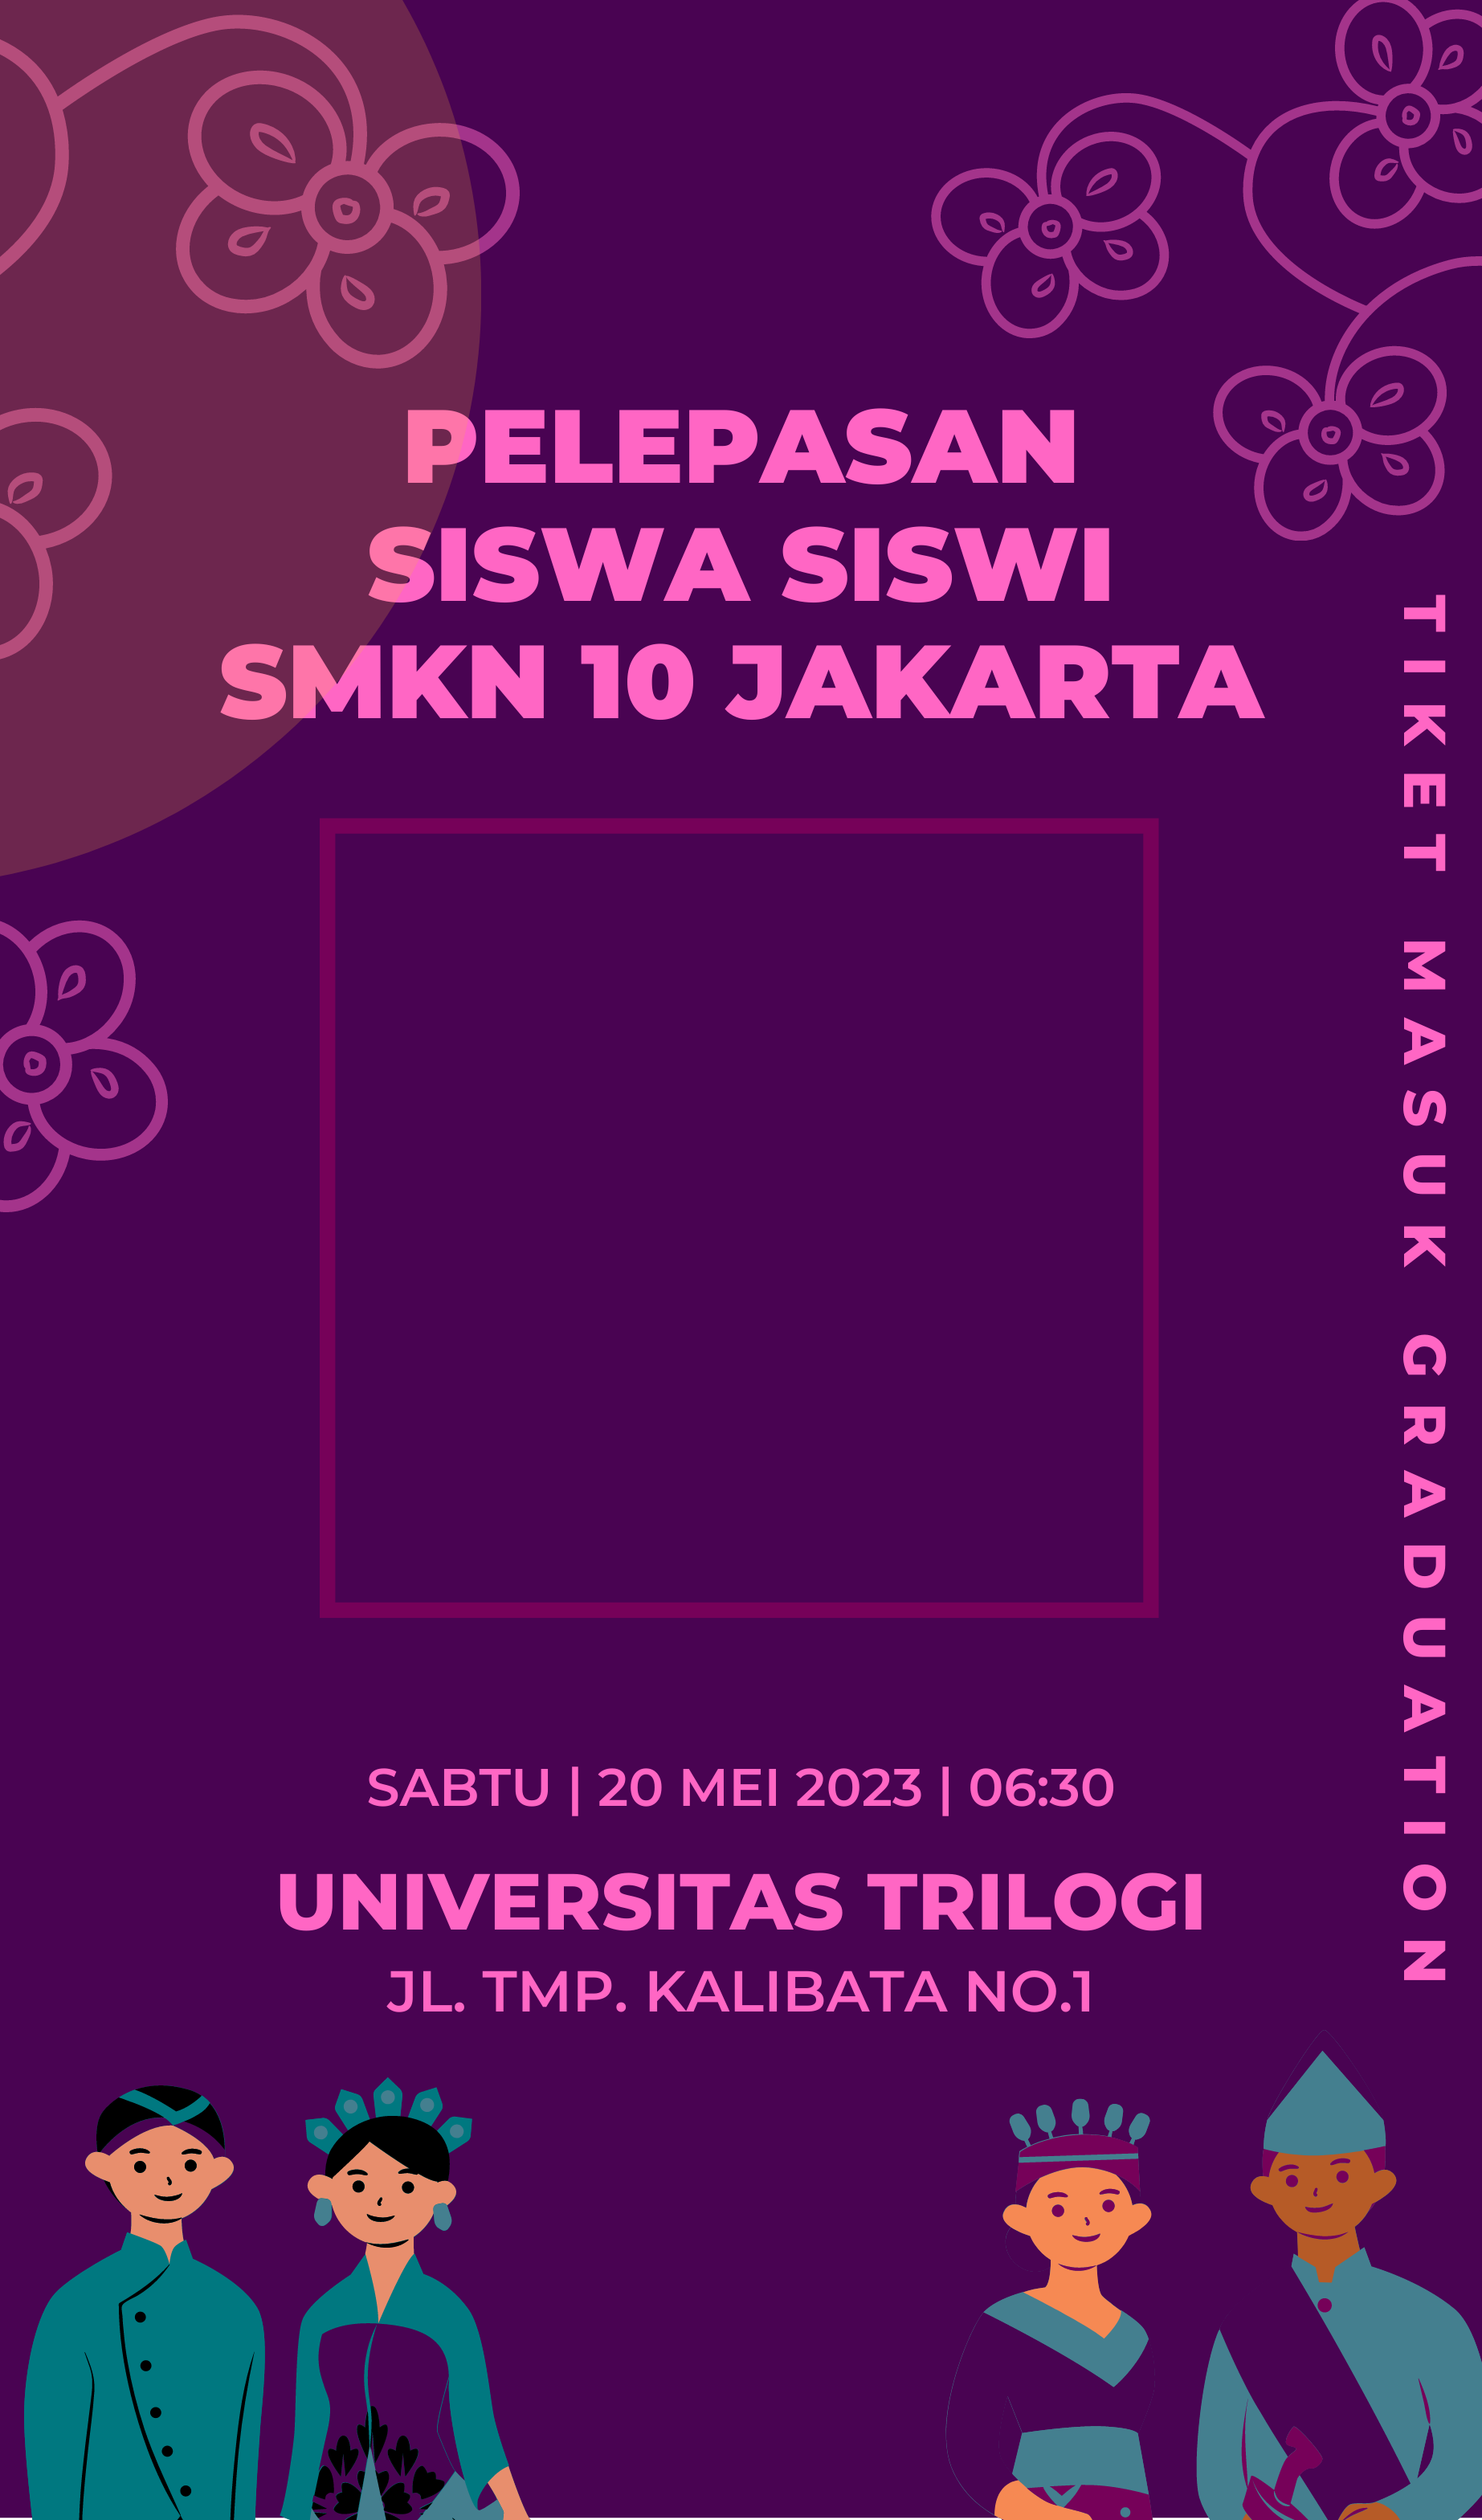 PELEPASAN
SISWA SISWI
SMKN 10 JAKARTA
TIKET MASUK GRADUATION
SABTU | 20 MEI 2023 | 06:30
UNIVERSITAS TRILOGI
JL. TMP. KALIBATA NO.1